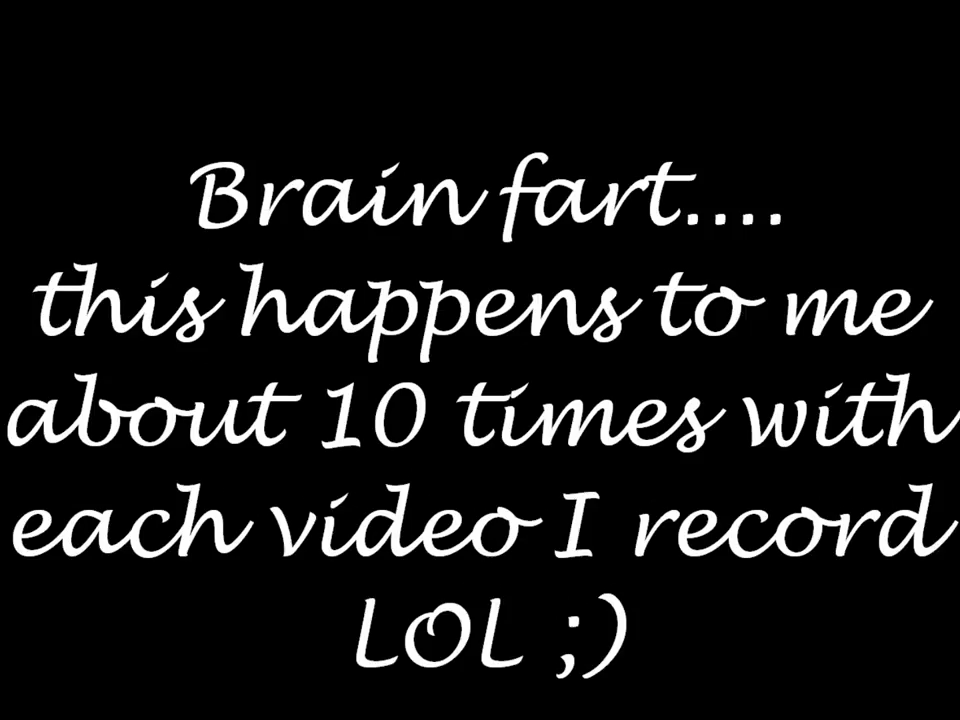 Brain fart....
this happens to me
about 10 times with
each video I record
LOL ;)